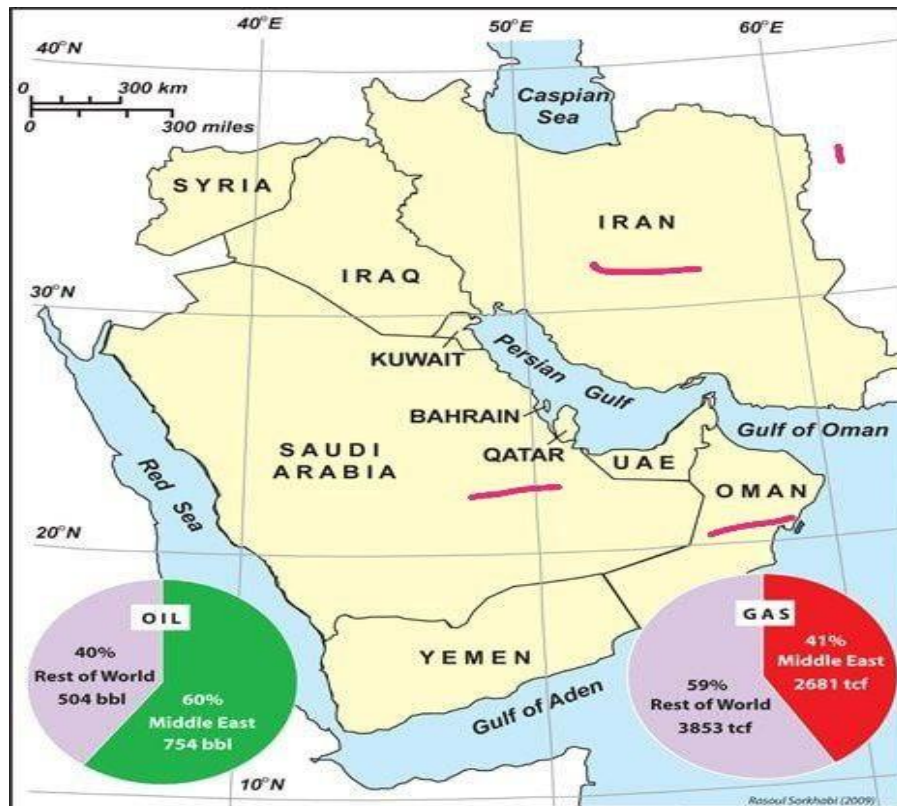 40°E
50°E
60°E
40°N
0
300 km
0
300 miles
Caspian
Sea
SYRIA
IRAN
IRAQ
30°N
KUWAIT
Persian Gulf
BAHRAIN
Gulf of Oman
QATAR
SAUDI
ARABIA
UAE
OMAN
Red Sea
20°N
OIL
40%
Rest of World
504 bbl
60%
Middle East
754 bbl
YEMEN
Gulf of Aden
GAS
41%
Middle East
2681 tcf
59%
Rest of World
3853 tcf
10°N
Rasoul Sorkhabi (2009)